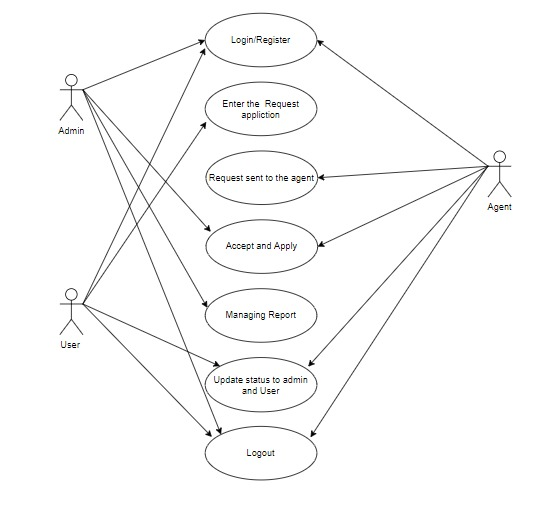 Login/Register
Enter the Request
appliction
Admin
Request sent to the agent
Agent
Accept and Apply
Managing Report
User
Update status to admin
and User
Logout